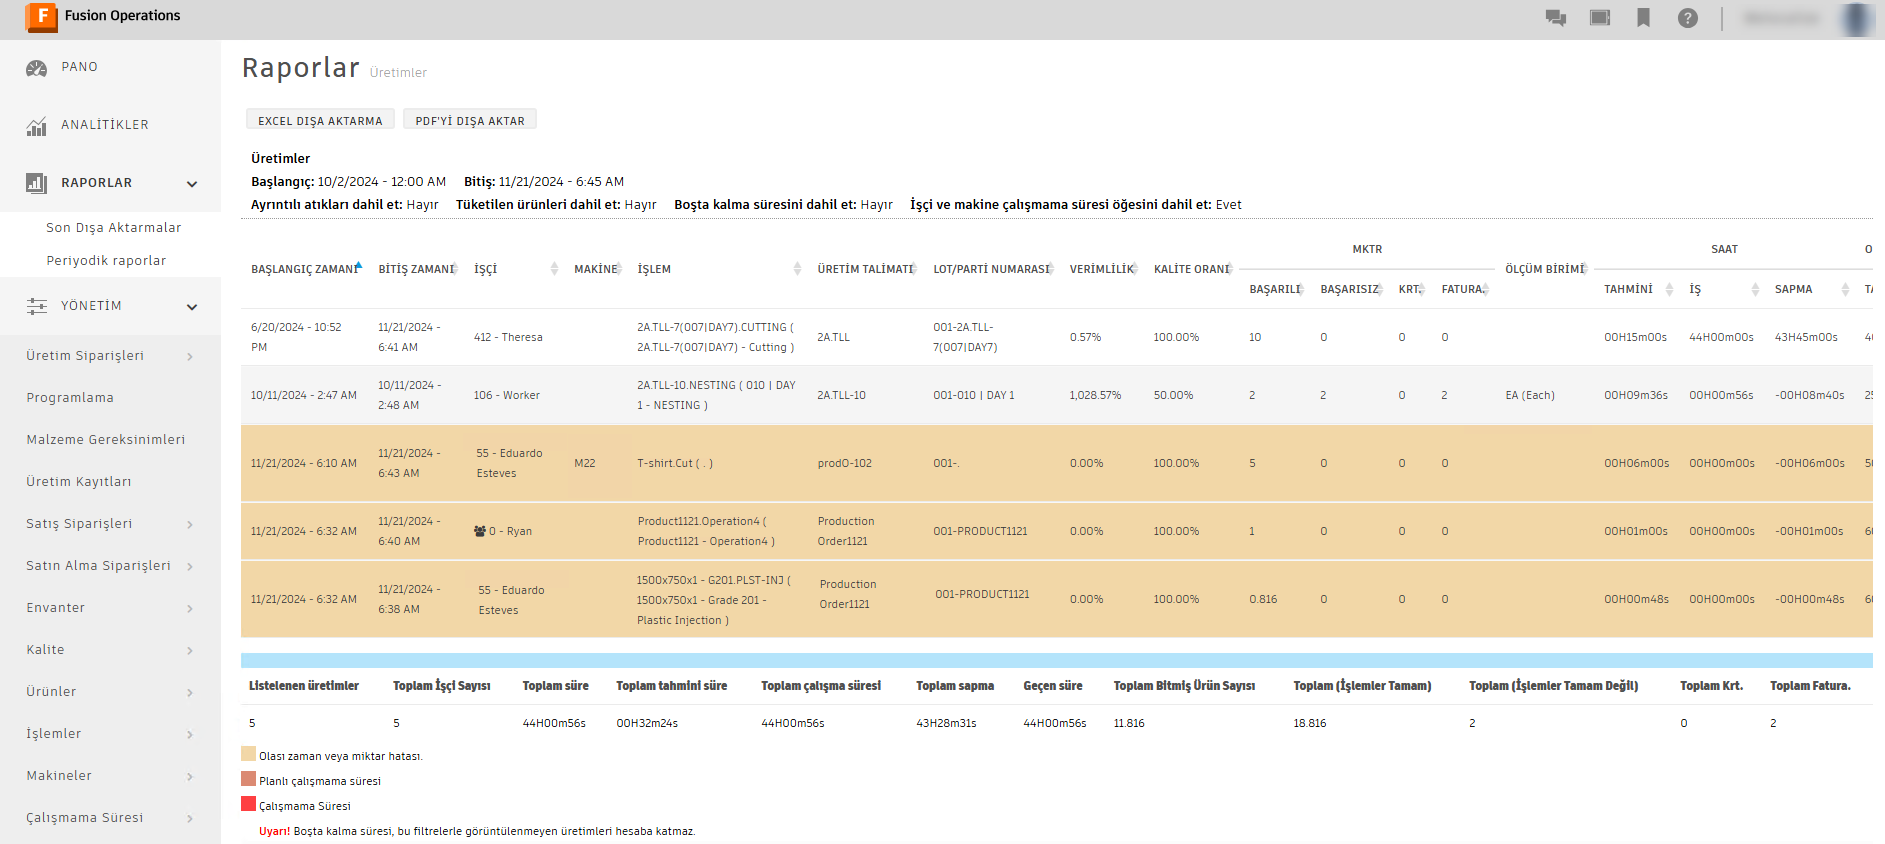 Fusion Operations
PANO
ANALİTİKLER
RAPORLAR
Son Dışa Aktarmalar
Periyodik raporlar
YÖNETİM
Üretim Siparişleri
Programlama
Malzeme Gereksinimleri
Üretim Kayıtları
Satış Siparişleri
Satın Alma Siparişleri
Envanter
Kalite
Ürünler
İşlemler
Makineler
Çalışmama Süresi
Raporlar Üretimler
EXCEL DIŞA AKTARMA PDF'Yİ DIŞA AKTAR
Üretimler
Başlangıç: 10/2/2024 - 12:00 AM Bitiş: 11/21/2024 - 6:45 AM
Ayrıntılı atıkları dahil et: Hayır Tüketilen ürünleri dahil et: Hayır Boşta kalma süresini dahil et: Hayır İşçi ve makine çalışmama süresi öğesini dahil et: Evet
MKTR SAAT O
BAŞLANGIÇ ZAMANI BİTİŞ ZAMANI İŞÇİ MAKİNE İŞLEM ÜRETİM TALİMATI LOT/PARTİ NUMARASI VERİMLİLİK KALİTE ORANI ÖLÇÜM BİRİMİ
BAŞARILI BAŞARISIZ KRT. FATURA. TAHMİNİ İŞ SAPMA TA
6/20/2024 - 10:52 11/21/2024 - 2A.TLL-7(007|DAY7).CUTTING ( 001-2A.TLL-
412 - Theresa 2A.TLL 0.57% 100.00% 10 0 0 0 00H15m00s 44H00m00s 43H45m00s 40
PM 6:41 AM 2A.TLL-7(007|DAY7) - Cutting ) 7(007|DAY7)
10/11/2024 - 2A.TLL-10.NESTING ( 010 | DAY
10/11/2024 - 2:47 AM 106 - Worker 2A.TLL-10 001-010 | DAY 1 1,028.57% 50.00% 2 2 0 2 EA (Each) 00H09m36s 00H00m56s -00H08m40s 25
2:48 AM 1 - NESTING )
11/21/2024 - 55 - Eduardo
11/21/2024 - 6:10 AM M22 T-shirt.Cut ( . ) prodO-102 001-. 0.00% 100.00% 5 0 0 0 00H06m00s 00H00m00s -00H06m00s 50
6:43 AM Esteves
11/21/2024 - Product1121.Operation4 ( Production
11/21/2024 - 6:32 AM 0 - Ryan 001-PRODUCT1121 0.00% 100.00% 1 0 0 0 00H01m00s 00H00m00s -00H01m00s 60
6:40 AM Product1121 - Operation4 ) Order1121
1500x750x1 - G201.PLST-INJ ( Production
11/21/2024 - 55 - Eduardo
11/21/2024 - 6:32 AM 1500x750x1 - Grade 201 - 001-PRODUCT1121 0.00% 100.00% 0.816 0 0 0 00H00m48s 00H00m00s -00H00m48s 60
6:38 AM Esteves Order1121
Plastic Injection )
Listelenen üretimler Toplam İşçi Sayısı Toplam süre Toplam tahmini süre Toplam çalışma süresi Toplam sapma Geçen süre Toplam Bitmiş Ürün Sayısı Toplam (İşlemler Tamam) Toplam (İşlemler Tamam Değil) Toplam Krt. Toplam Fatura.
5 5 44H00m56s 00H32m24s 44H00m56s 43H28m31s 44H00m56s 11.816 18.816 2 0 2
Olası zaman veya miktar hatası.
Planlı çalışmama süresi
Çalışmama Süresi
Uyarı! Boşta kalma süresi, bu filtrelerle görüntülenmeyen üretimleri hesaba katmaz.